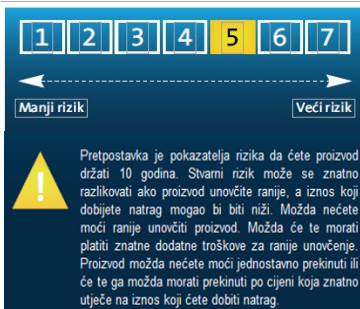 1 2 3 4 5 6 7
Manji rizik Veći rizik
Pretpostavka je pokazatelja rizika da ćete proizvod
držati 10 godina. Stvarni rizik može se znatno
razlikovati ako proizvod unovčite ranije, a iznos koji
dobijete natrag mogao bi biti niži. Možda nećete
moći ranije unovčiti proizvod. Možda će te morati
platiti znatne dodatne troškove za ranije unovčenje.
Proizvod možda nećete moći jednostavno prekinuti ili
će te ga možda morati prekinuti po cijeni koja znatno
utječe na iznos koji ćete dobiti natrag.